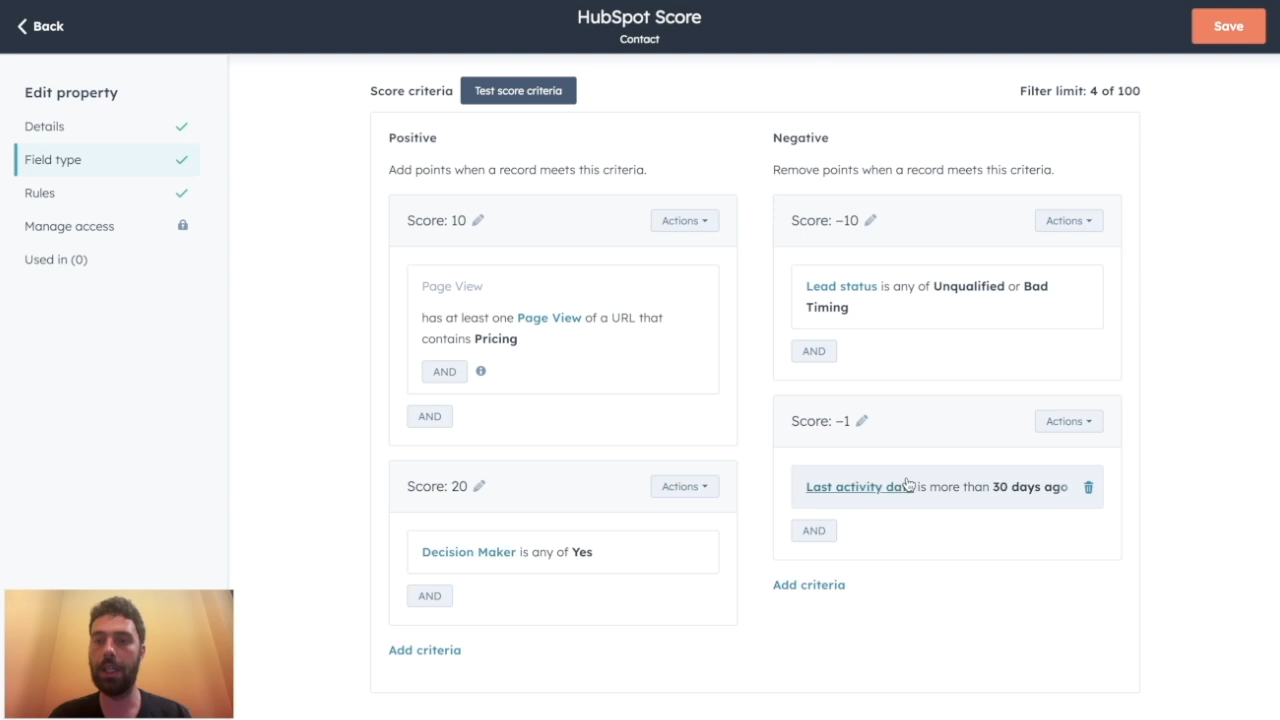 Back
HubSpot Score
Contact
Save
Edit property
Details
Field type
Rules
Manage access
Used in (0)
Score criteria
Test score criteria
Filter limit: 4 of 100
Positive
Add points when a record meets this criteria.
Score: 10
Actions
Page View
has at least one Page View of a URL that
contains Pricing
AND
AND
Score: 20
Actions
Decision Maker is any of Yes
AND
Add criteria
Negative
Remove points when a record meets this criteria.
Score: –10
Actions
Lead status is any of Unqualified or Bad
Timing
AND
Score: –1
Actions
Last activity date is more than 30 days ago
AND
Add criteria